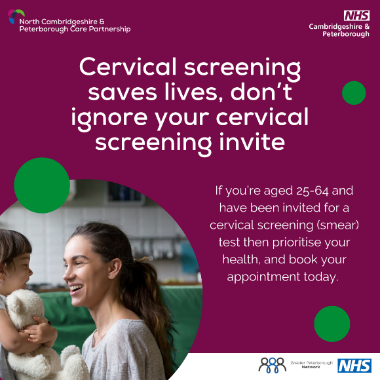 North Cambridgeshire &
Peterborough Care Partnership
NHS
Cambridgeshire &
Peterborough
Cervical screening
saves lives, don't
ignore your cervical
screening invite
If you're aged 25-64 and
have been invited for a
cervical screening (smear)
test then prioritise your
health, and book your
appointment today.
Greater Peterborough
Network
NHS